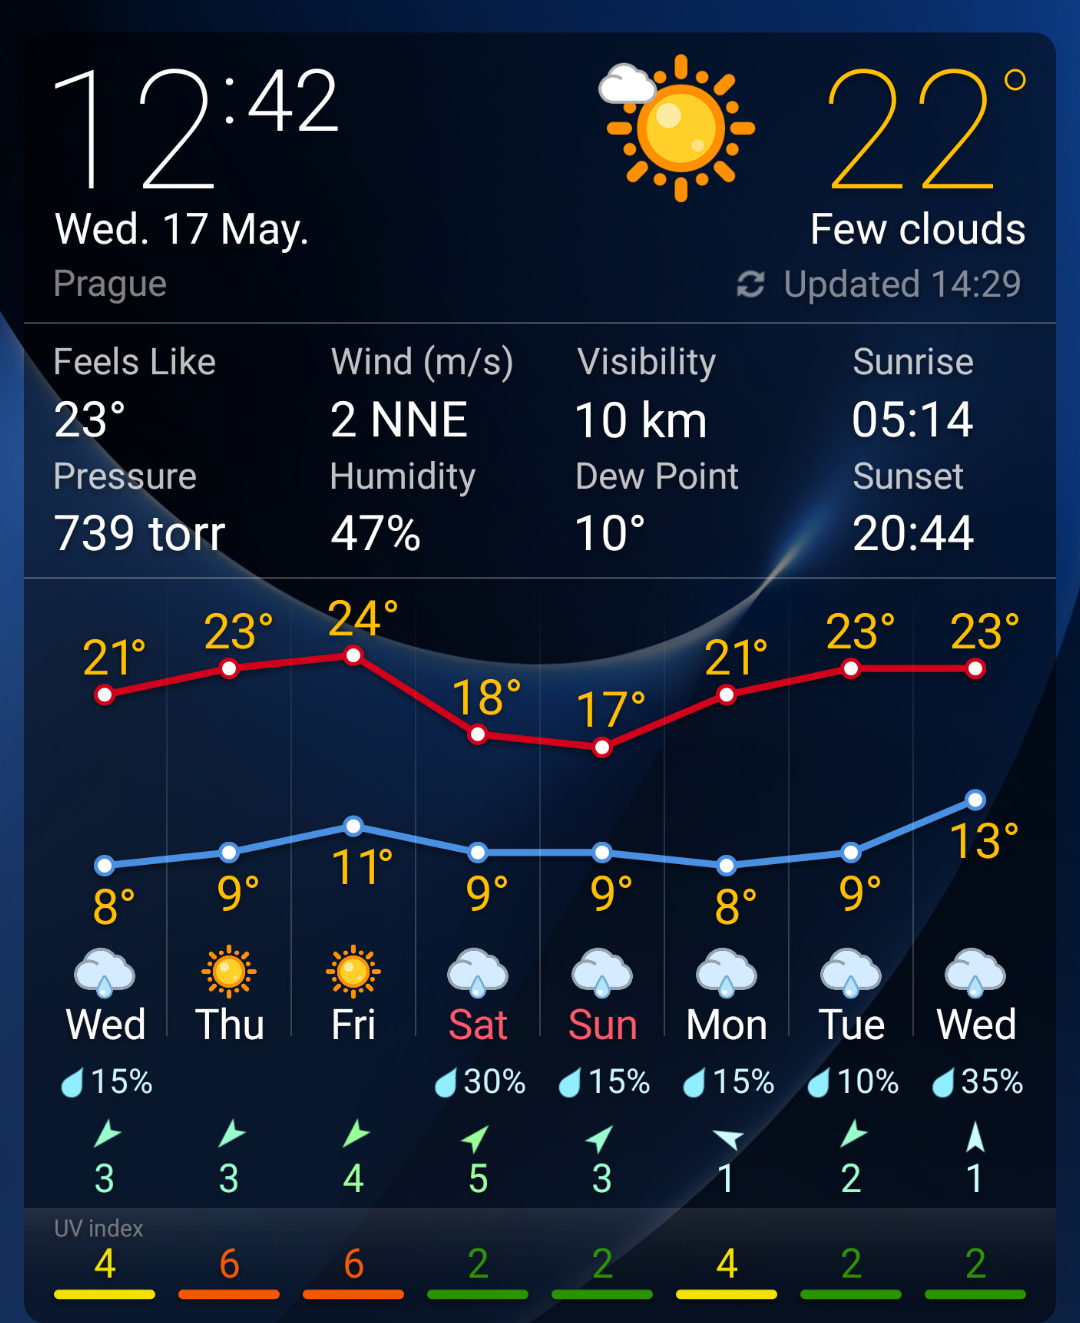 12:42
22°
Wed. 17 May.
Few clouds
Prague
Updated 14:29
Feels Like Wind (m/s) Visibility Sunrise
23° 2 NNE 10 km 05:14
Pressure Humidity Dew Point Sunset
739 torr 47% 10° 20:44
21° 23° 24° 18° 17° 21° 23° 23°
8° 9° 11° 9° 9° 8° 9° 13°
Wed Thu Fri Sat Sun Mon Tue Wed
15% 30% 15% 15% 10% 35%
3 3 4 5 3 1 2 1
UV index
4 6 6 2 2 4 2 2